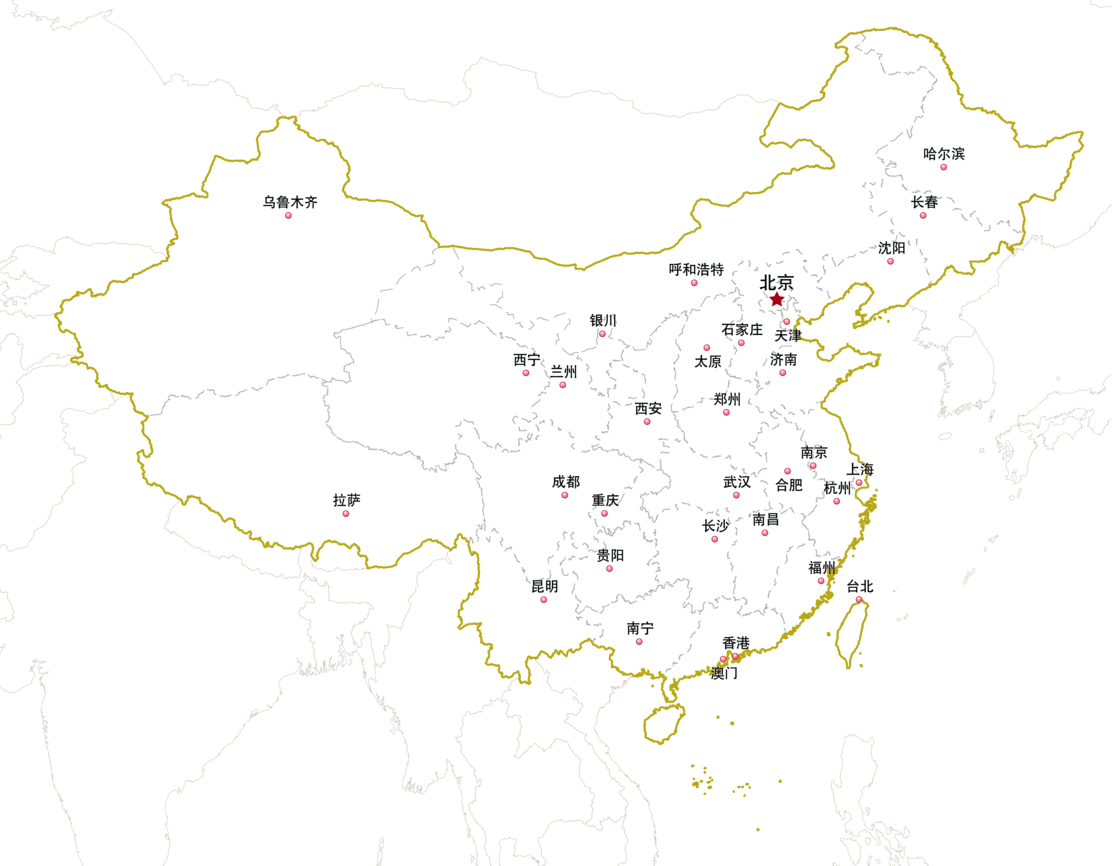 哈尔滨
乌鲁木齐
长春
沈阳
呼和浩特
北京
银川
石家庄
天津
西宁
兰州
太原
济南
西安
郑州
南京
上海
成都
武汉
合肥
杭州
拉萨
重庆
长沙
南昌
贵阳
福州
昆明
台北
南宁
香港
澳门